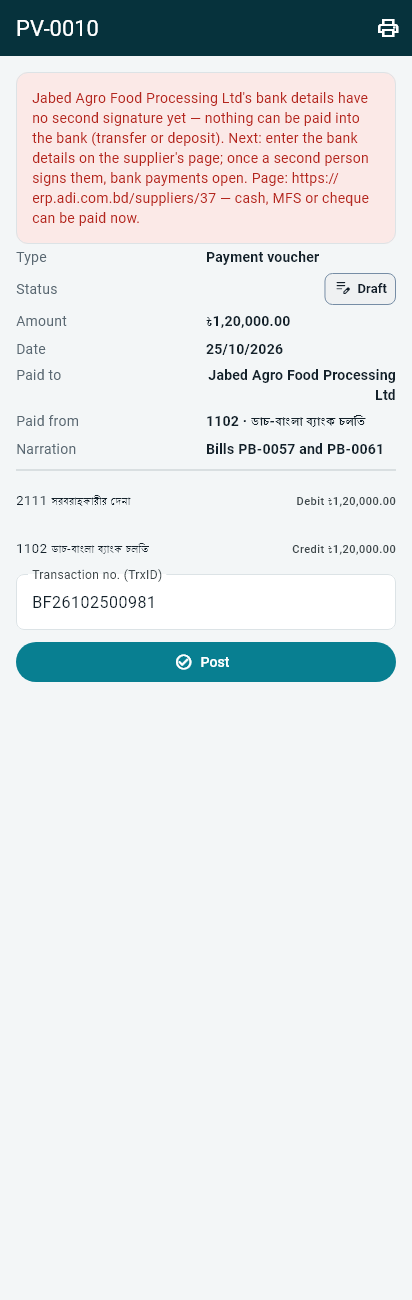 PV-0010
Jabed Agro Food Processing Ltd's bank details have
no second signature yet — nothing can be paid into
the bank (transfer or deposit). Next: enter the bank
details on the supplier's page; once a second person
signs them, bank payments open. Page: https://
erp.adi.com.bd/suppliers/37 — cash, MFS or cheque
can be paid now.
Type Payment voucher
Status Draft
Amount ৳1,20,000.00
Date 25/10/2026
Paid to Jabed Agro Food Processing
Ltd
Paid from 1102 · ডাচ-বাংলা ব্যাংক চলতি
Narration Bills PB-0057 and PB-0061
2111 সরবরাহকারীর দেনা Debit ৳1,20,000.00
1102 ডাচ-বাংলা ব্যাংক চলতি Credit ৳1,20,000.00
Transaction no. (TrxID)
BF26102500981
Post